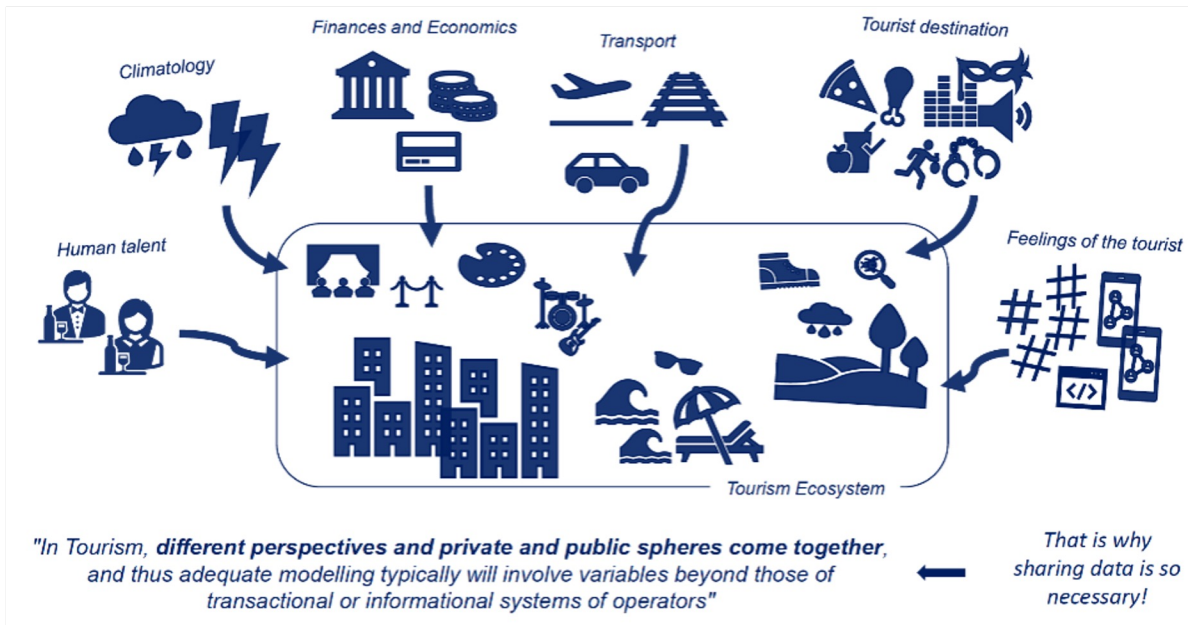 Finances and Economics
Transport
Tourist destination
Climatology
Human talent
Feelings of the tourist
</>
Tourism Ecosystem
"In Tourism, different perspectives and private and public spheres come together,
and thus adequate modelling typically will involve variables beyond those of
transactional or informational systems of operators"
That is why
sharing data is so
necessary!